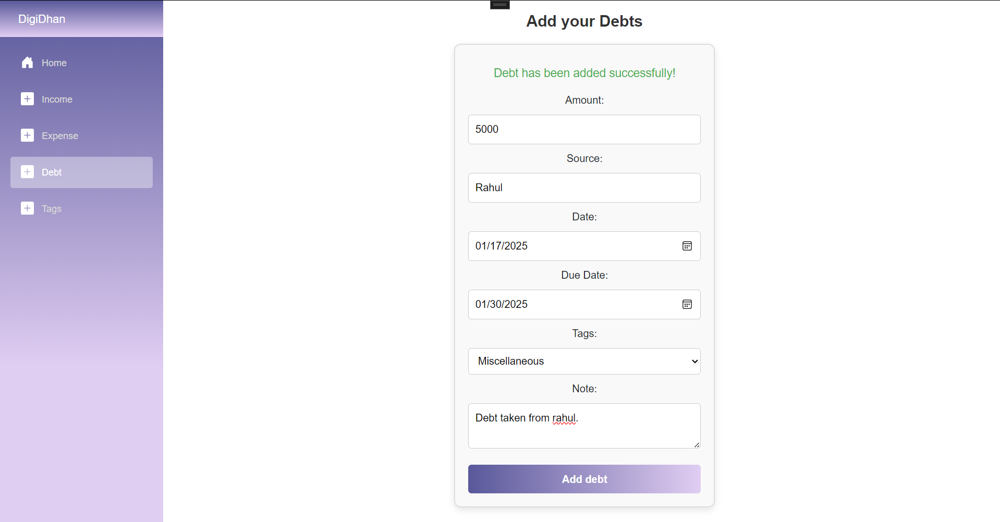 DigiDhan
Home
Income
Expense
Debt
Tags
Add your Debts
Debt has been added successfully!
Amount:
5000
Source:
Rahul
Date:
01/17/2025
Due Date:
01/30/2025
Tags:
Miscellaneous
Note:
Debt taken from rahul.
Add debt